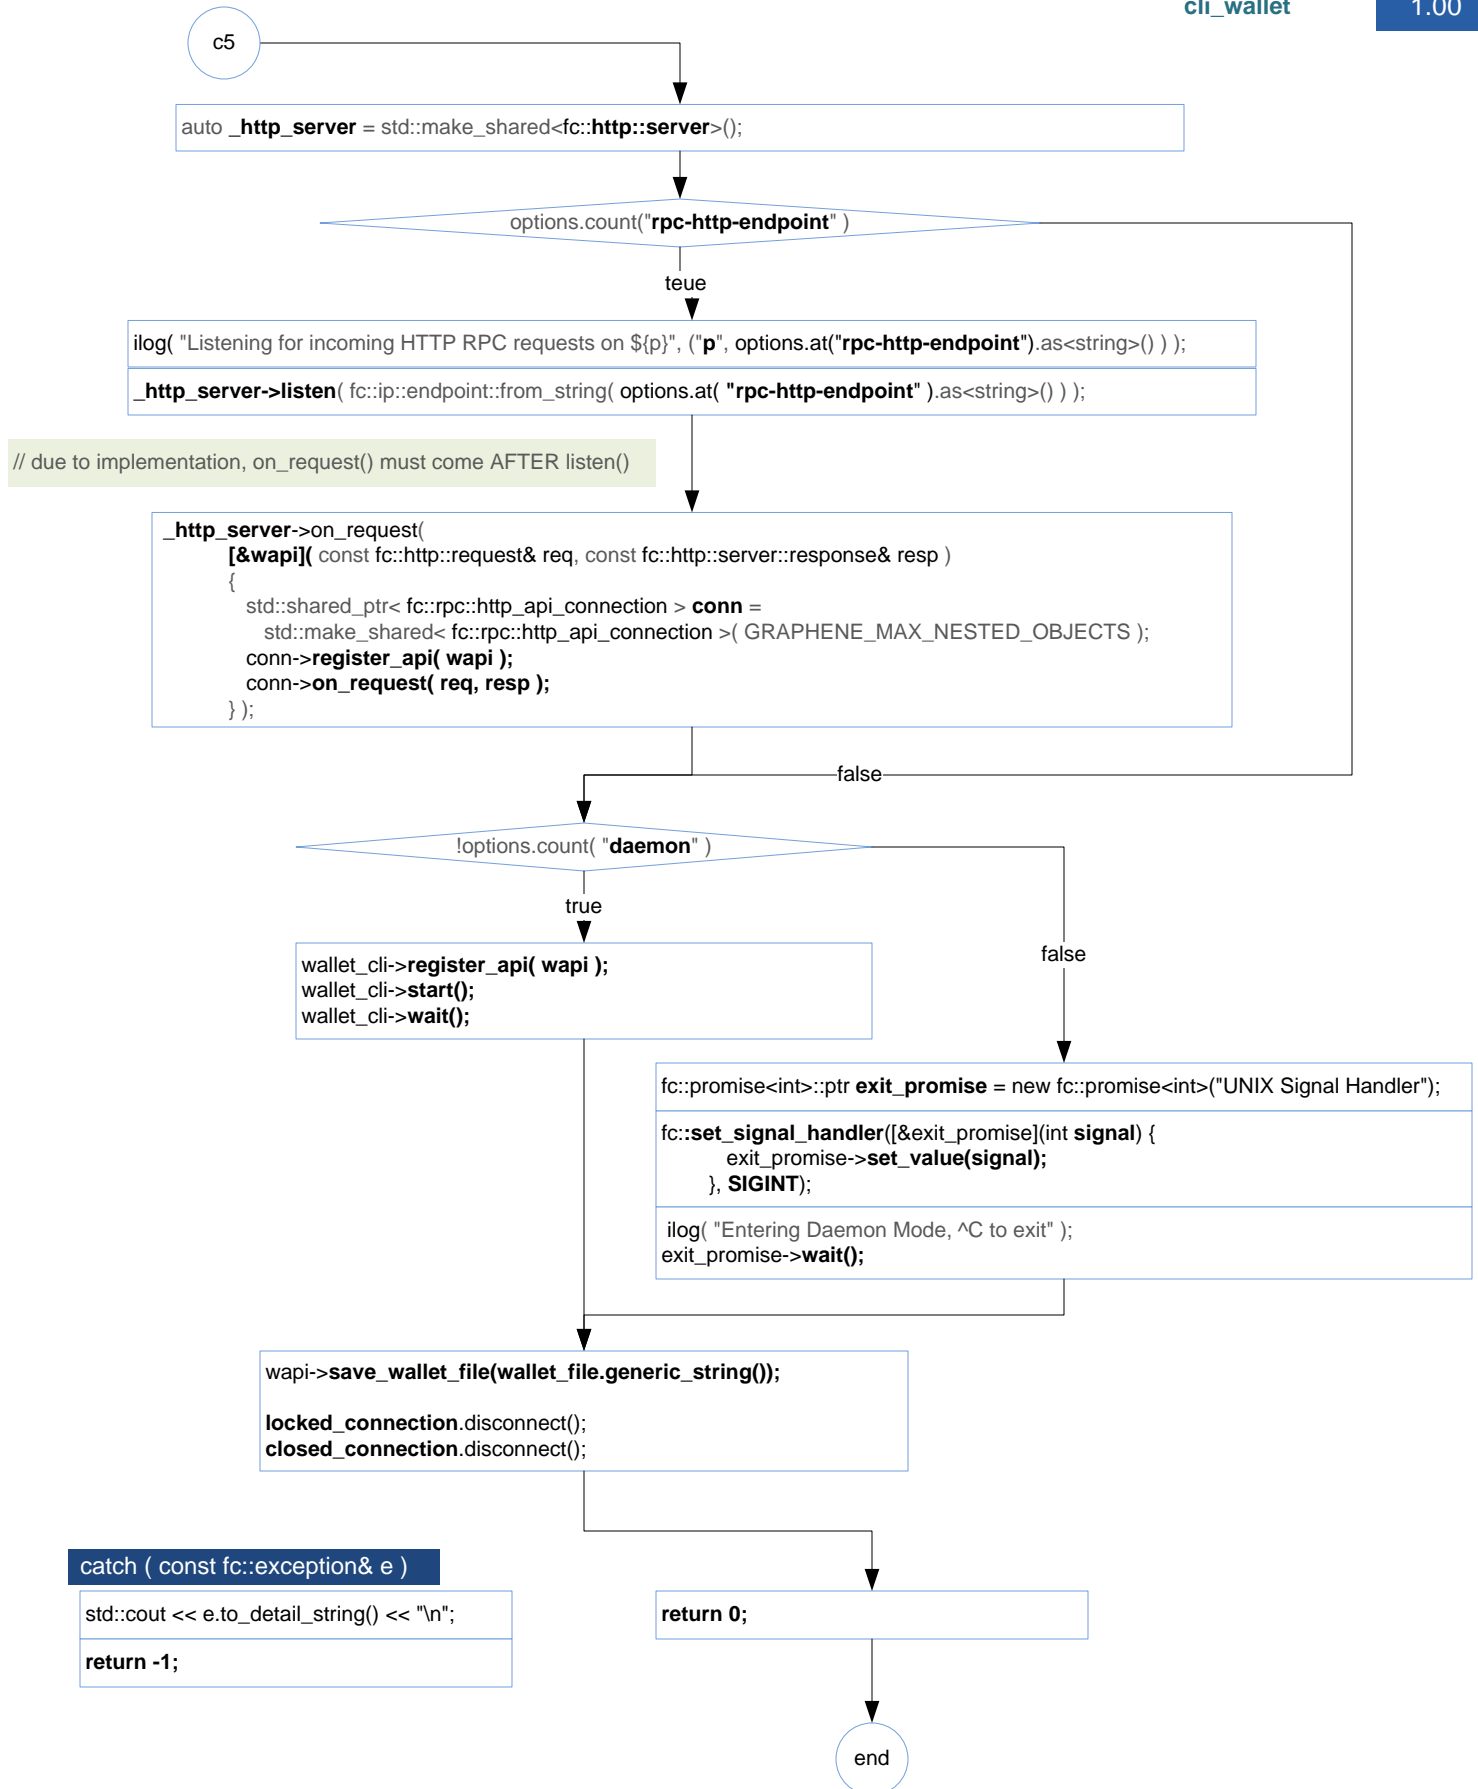 cli_wallet
1.00
c5
auto _http_server = std::make_shared<fc::http::server>();
options.count("rpc-http-endpoint" )
teue
ilog( "Listening for incoming HTTP RPC requests on ${p}", ("p", options.at("rpc-http-endpoint").as<string>() ) );
_http_server->listen( fc::ip::endpoint::from_string( options.at( "rpc-http-endpoint" ).as<string>() ) );
// due to implementation, on_request() must come AFTER listen()
_http_server->on_request(
[&wapi]( const fc::http::request& req, const fc::http::server::response& resp )
{
std::shared_ptr< fc::rpc::http_api_connection > conn =
std::make_shared< fc::rpc::http_api_connection >( GRAPHENE_MAX_NESTED_OBJECTS );
conn->register_api( wapi );
conn->on_request( req, resp );
} );
false
!options.count( "daemon" )
true
false
wallet_cli->register_api( wapi );
wallet_cli->start();
wallet_cli->wait();
fc::promise<int>::ptr exit_promise = new fc::promise<int>("UNIX Signal Handler");
fc::set_signal_handler([&exit_promise](int signal) {
exit_promise->set_value(signal);
}, SIGINT);
ilog( "Entering Daemon Mode, ^C to exit" );
exit_promise->wait();
wapi->save_wallet_file(wallet_file.generic_string());
locked_connection.disconnect();
closed_connection.disconnect();
catch ( const fc::exception& e )
std::cout << e.to_detail_string() << "\n";
return -1;
return 0;
end